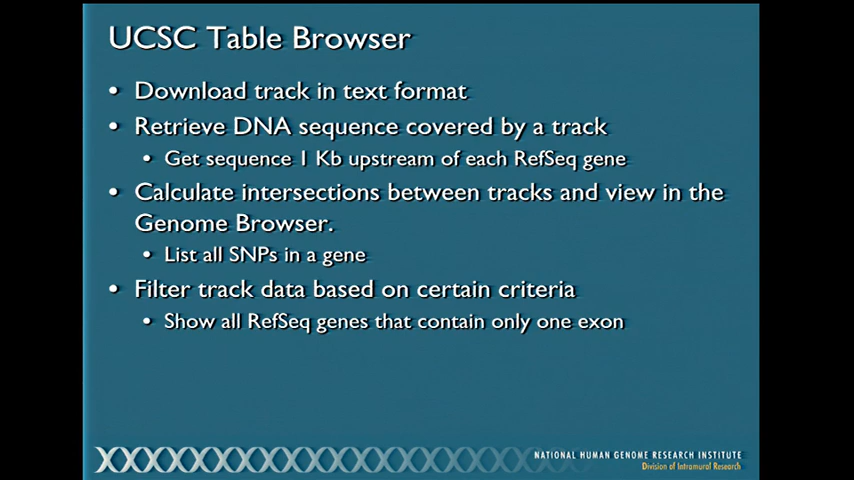 UCSC Table Browser
• Download track in text format
• Retrieve DNA sequence covered by a track
• Get sequence 1 Kb upstream of each RefSeq gene
• Calculate intersections between tracks and view in the
Genome Browser.
• List all SNPs in a gene
• Filter track data based on certain criteria
• Show all RefSeq genes that contain only one exon
NATIONAL HUMAN GENOME RESEARCH INSTITUTE
Division of Intramural Research